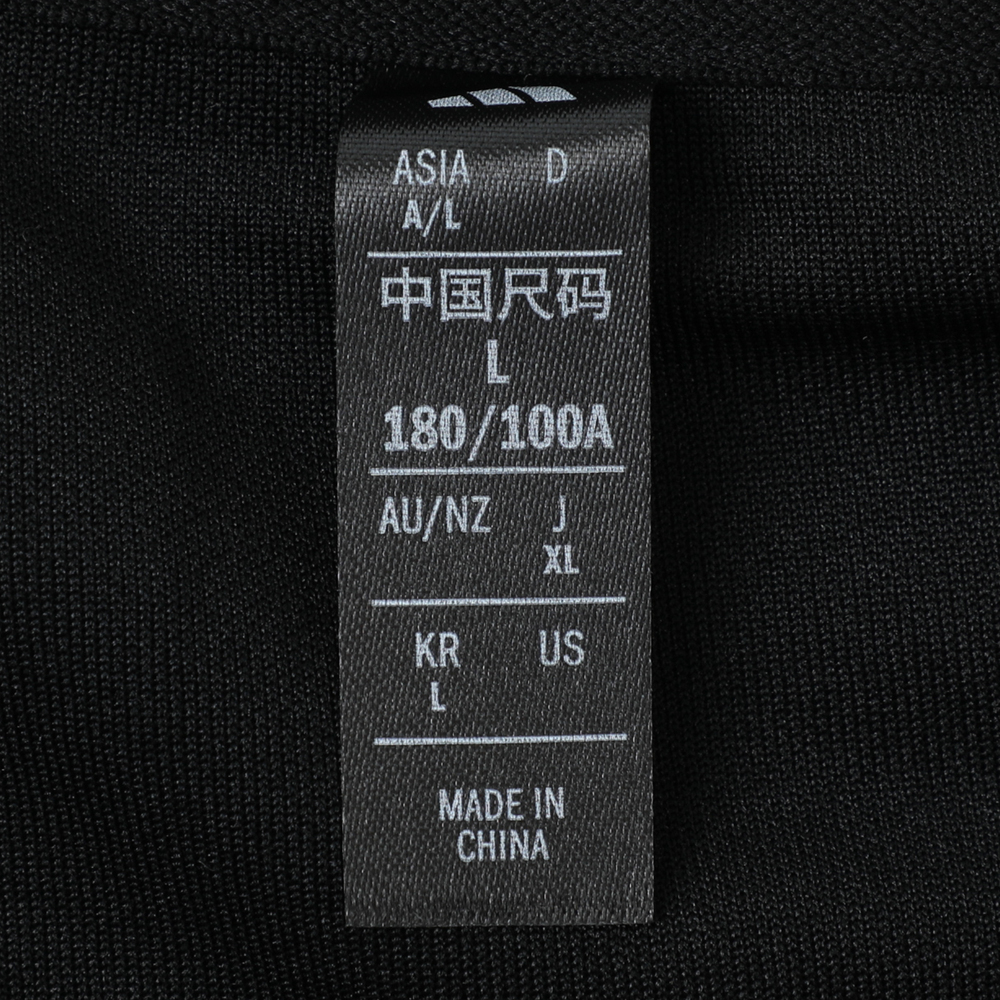 ASIA D
A/L
中国尺码
L
180/100A
AU/NZ J
XL
KR US
L
MADE IN
CHINA